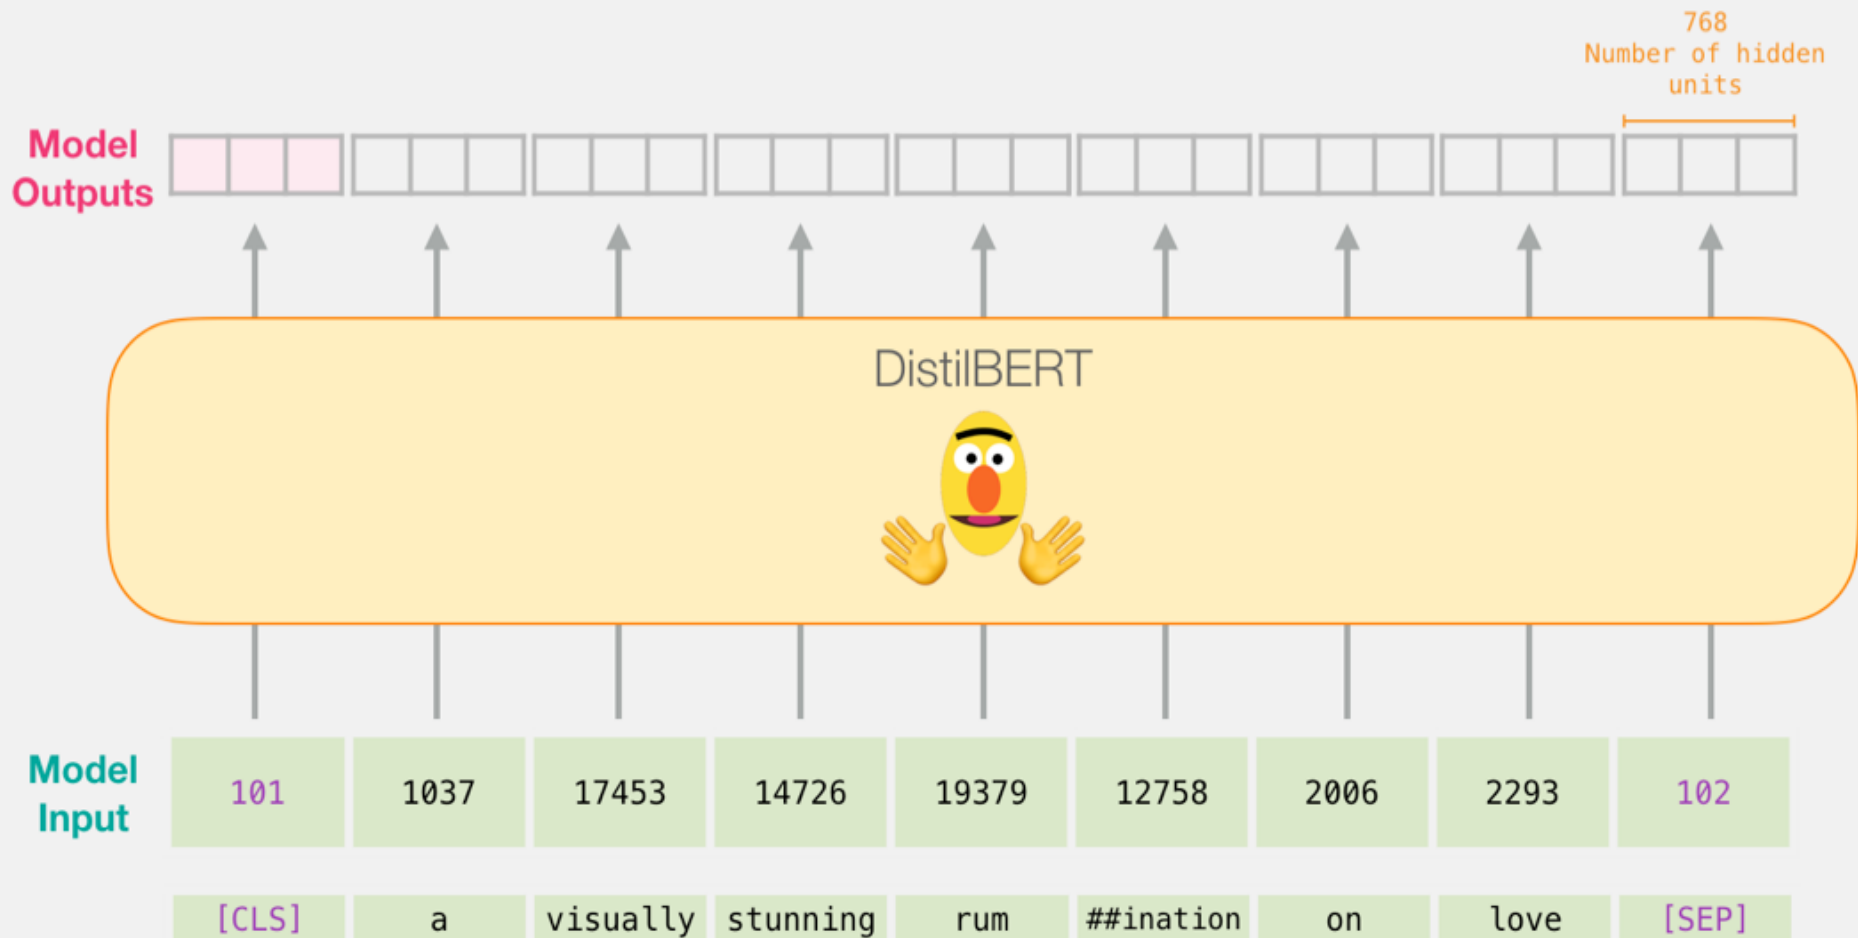 768
Number of hidden
units
Model
Outputs
DistilBERT
Model
Input
101 1037 17453 14726 19379 12758 2006 2293 102
[CLS] a visually stunning rum ##ination on love [SEP]